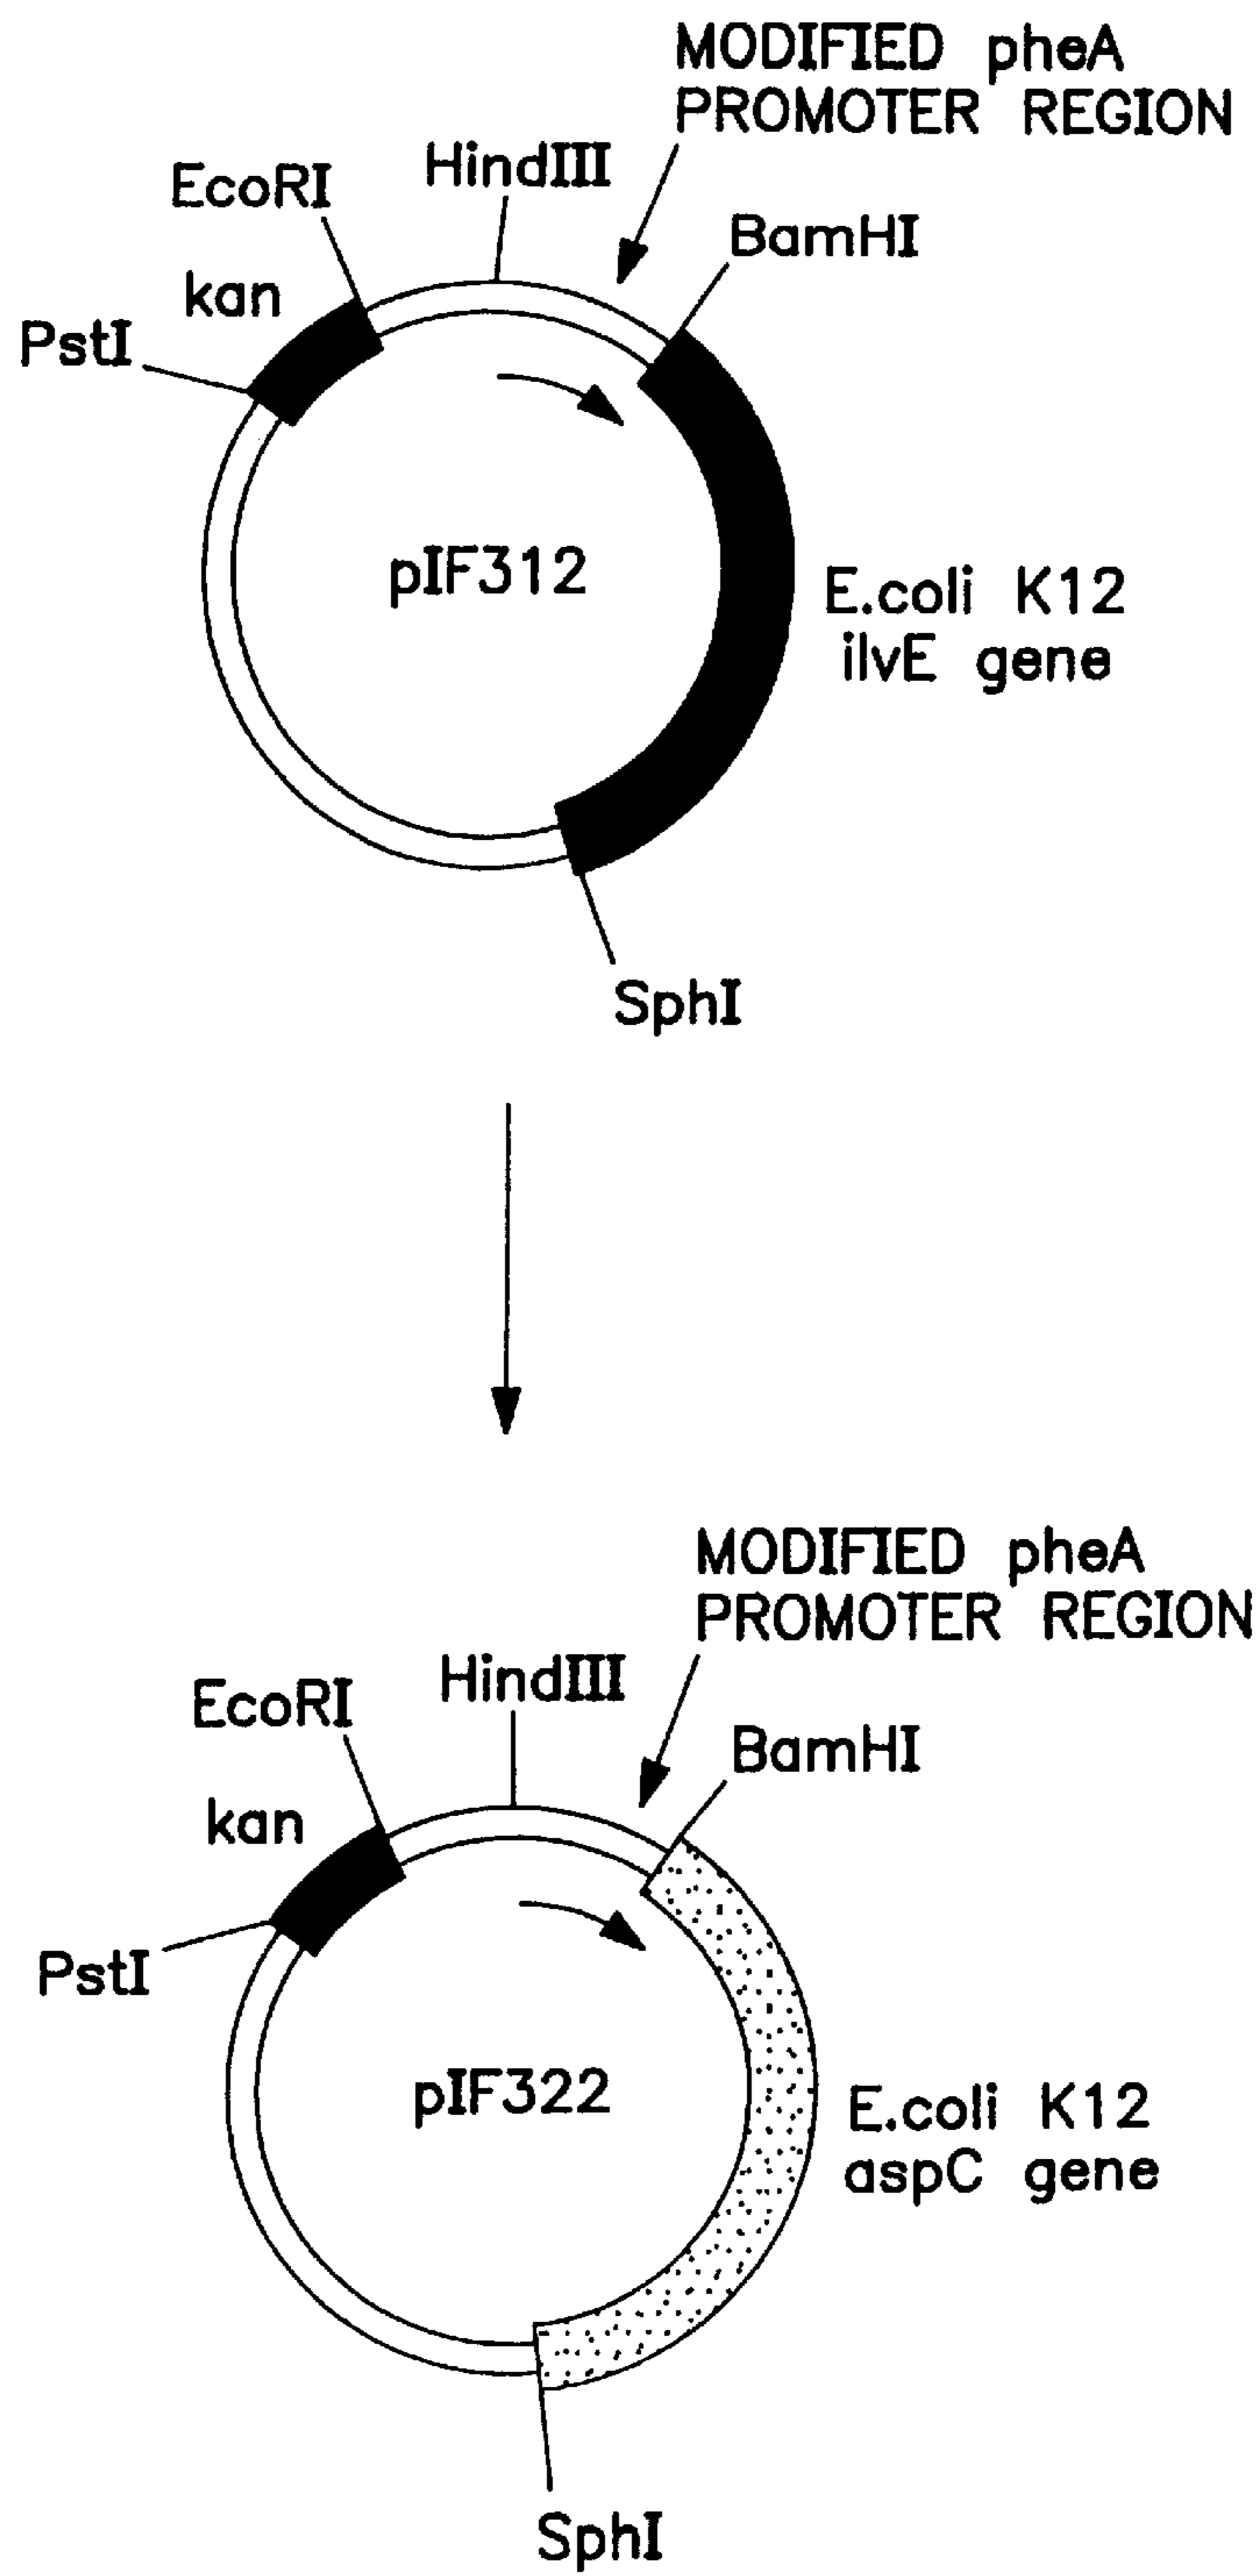 MODIFIED pheA
PROMOTER REGION
HindIII
EcoRI
BamHI
kan
PstI
pIF312
E.coli K12
ilvE gene
SphI
MODIFIED pheA
PROMOTER REGION
HindIII
EcoRI
BamHI
kan
PstI
pIF322
E.coli K12
aspC gene
SphI